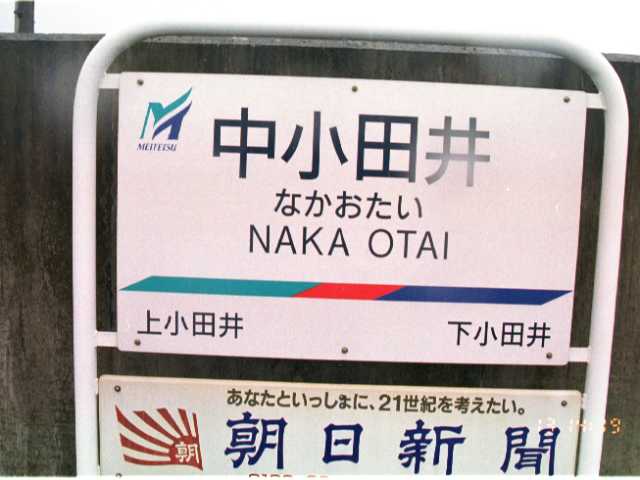 MEITETSU
中小田井
なかおたい
NAKA OTAI
上小田井
下小田井
あなたといっしょに、21世紀を考えたい。
朝
朝日新聞